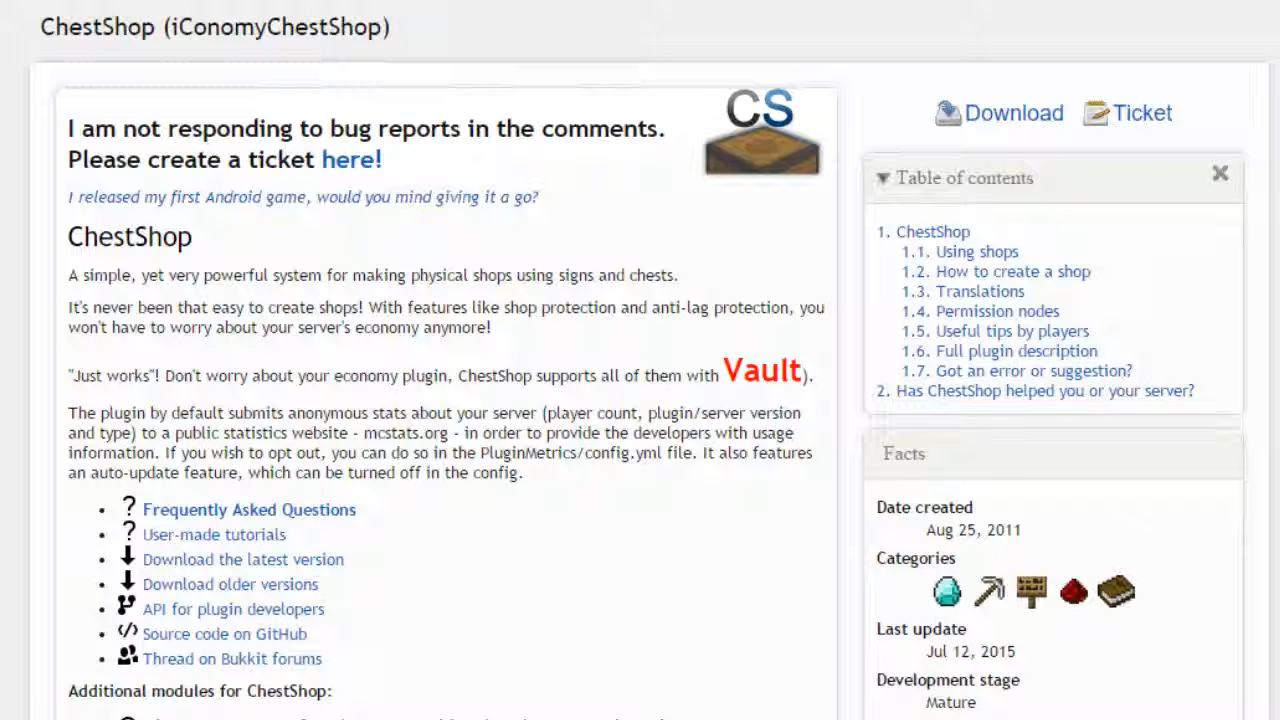 ChestShop (iConomyChestShop)
I am not responding to bug reports in the comments.
Please create a ticket here!
CS
I released my first Android game, would you mind giving it a go?
ChestShop
A simple, yet very powerful system for making physical shops using signs and chests.
It's never been that easy to create shops! With features like shop protection and anti-lag protection, you
won't have to worry about your server's economy anymore!
"Just works"! Don't worry about your economy plugin, ChestShop supports all of them with Vault).
The plugin by default submits anonymous stats about your server (player count, plugin/server version
and type) to a public statistics website - mcstats.org - in order to provide the developers with usage
information. If you wish to opt out, you can do so in the PluginMetrics/config.yml file. It also features
an auto-update feature, which can be turned off in the config.
• ? Frequently Asked Questions
• ? User-made tutorials
• Download the latest version
• Download older versions
• API for plugin developers
• </> Source code on GitHub
• Thread on Bukkit forums
Additional modules for ChestShop:
Download Ticket
Table of contents
1. ChestShop
1.1. Using shops
1.2. How to create a shop
1.3. Translations
1.4. Permission nodes
1.5. Useful tips by players
1.6. Full plugin description
1.7. Got an error or suggestion?
2. Has ChestShop helped you or your server?
Facts
Date created
Aug 25, 2011
Categories
Last update
Jul 12, 2015
Development stage
Mature